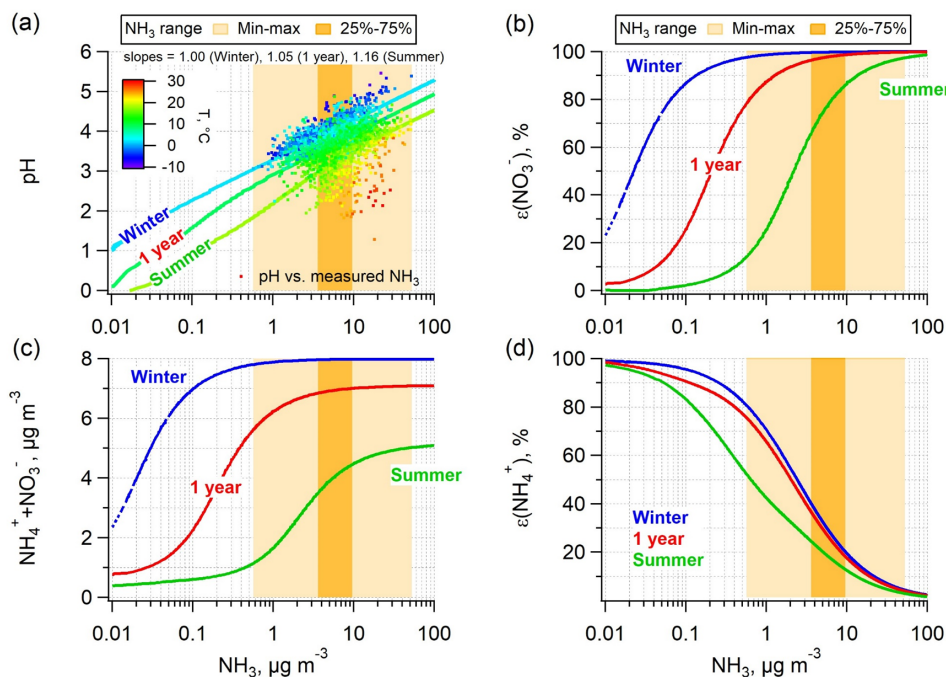 (a)
NH₃ range Min-max 25%-75%
slopes = 1.00 (Winter), 1.05 (1 year), 1.16 (Summer)
6
5
4
3
2
1
0
pH
30
20
10
0
-10
T, °C
Winter
1 year
Summer
pH vs. measured NH₃
0.01
0.1
1
10
100
(b)
NH₃ range Min-max 25%-75%
100
80
60
40
20
0
ε(NO₃⁻), %
Winter
1 year
Summer
0.01
0.1
1
10
100
(c)
8
6
4
2
0
NH₄⁺+NO₃⁻, µg m⁻³
Winter
1 year
Summer
0.01
0.1
1
10
100
NH₃, µg m⁻³
(d)
100
80
60
40
20
ε(NH₄⁺), %
Winter
1 year
Summer
0.01
0.1
1
10
100
NH₃, µg m⁻³